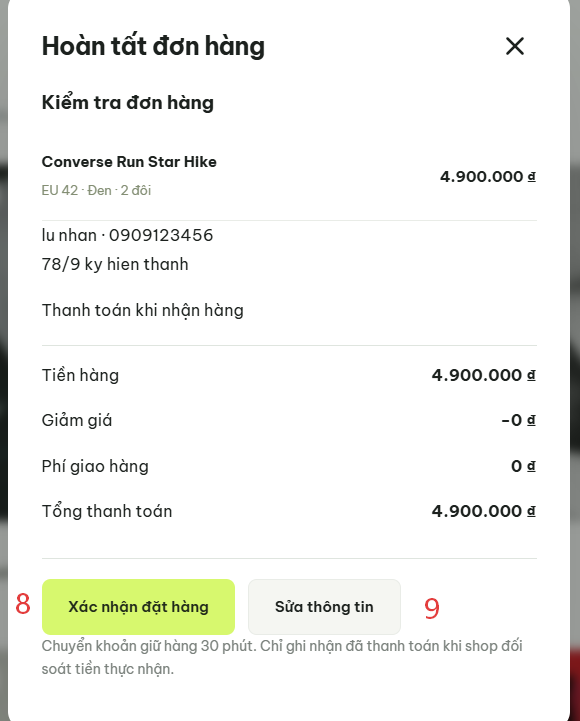 Hoàn tất đơn hàng
Kiểm tra đơn hàng
Converse Run Star Hike
EU 42 · Đen · 2 đôi
4.900.000 ₫
lu nhan · 0909123456
78/9 ky hien thanh
Thanh toán khi nhận hàng
Tiền hàng 4.900.000 ₫
Giảm giá -0 ₫
Phí giao hàng 0 ₫
Tổng thanh toán 4.900.000 ₫
8 Xác nhận đặt hàng Sửa thông tin 9
Chuyển khoản giữ hàng 30 phút. Chỉ ghi nhận đã thanh toán khi shop đối
soát tiền thực nhận.